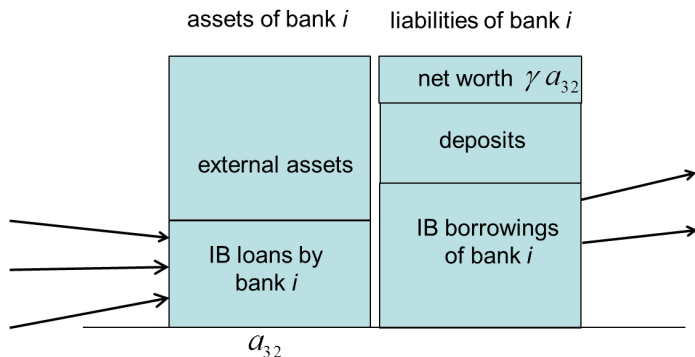 assets of bank i
liabilities of bank i
external assets
IB loans by
bank i
a₃₂
net worth γ a₃₂
deposits
IB borrowings
of bank i